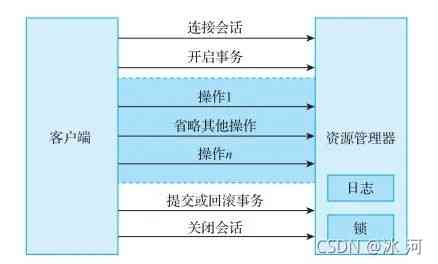 连接会话
开启事务
操作1
省略其他操作
操作n
提交或回滚事务
关闭会话
客户端
资源管理器
日志
锁
CSDN @冰 河